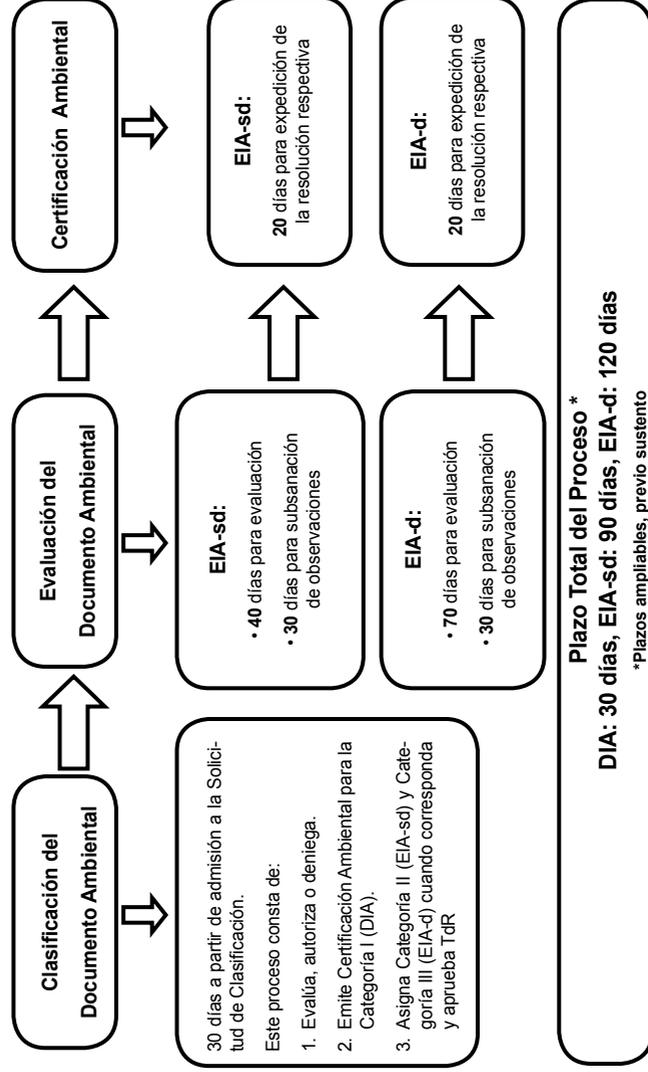 Clasificación del
Documento Ambiental
Evaluación del
Documento Ambiental
Certificación Ambiental
30 días a partir de admisión a la Solici-
tud de Clasificación.
Este proceso consta de:
1. Evalúa, autoriza o deniega.
2. Emite Certificación Ambiental para la
Categoría I (DIA).
3. Asigna Categoría II (EIA-sd) y Cate-
goría III (EIA-d) cuando corresponda
y aprueba TdR
EIA-sd:
• 40 días para evaluación
• 30 días para subsanación
de observaciones
EIA-sd:
20 días para expedición de
la resolución respectiva
EIA-d:
• 70 días para evaluación
• 30 días para subsanación
de observaciones
EIA-d:
20 días para expedición de
la resolución respectiva
Plazo Total del Proceso *
DIA: 30 días, EIA-sd: 90 días, EIA-d: 120 días
*Plazos ampliables, previo sustento